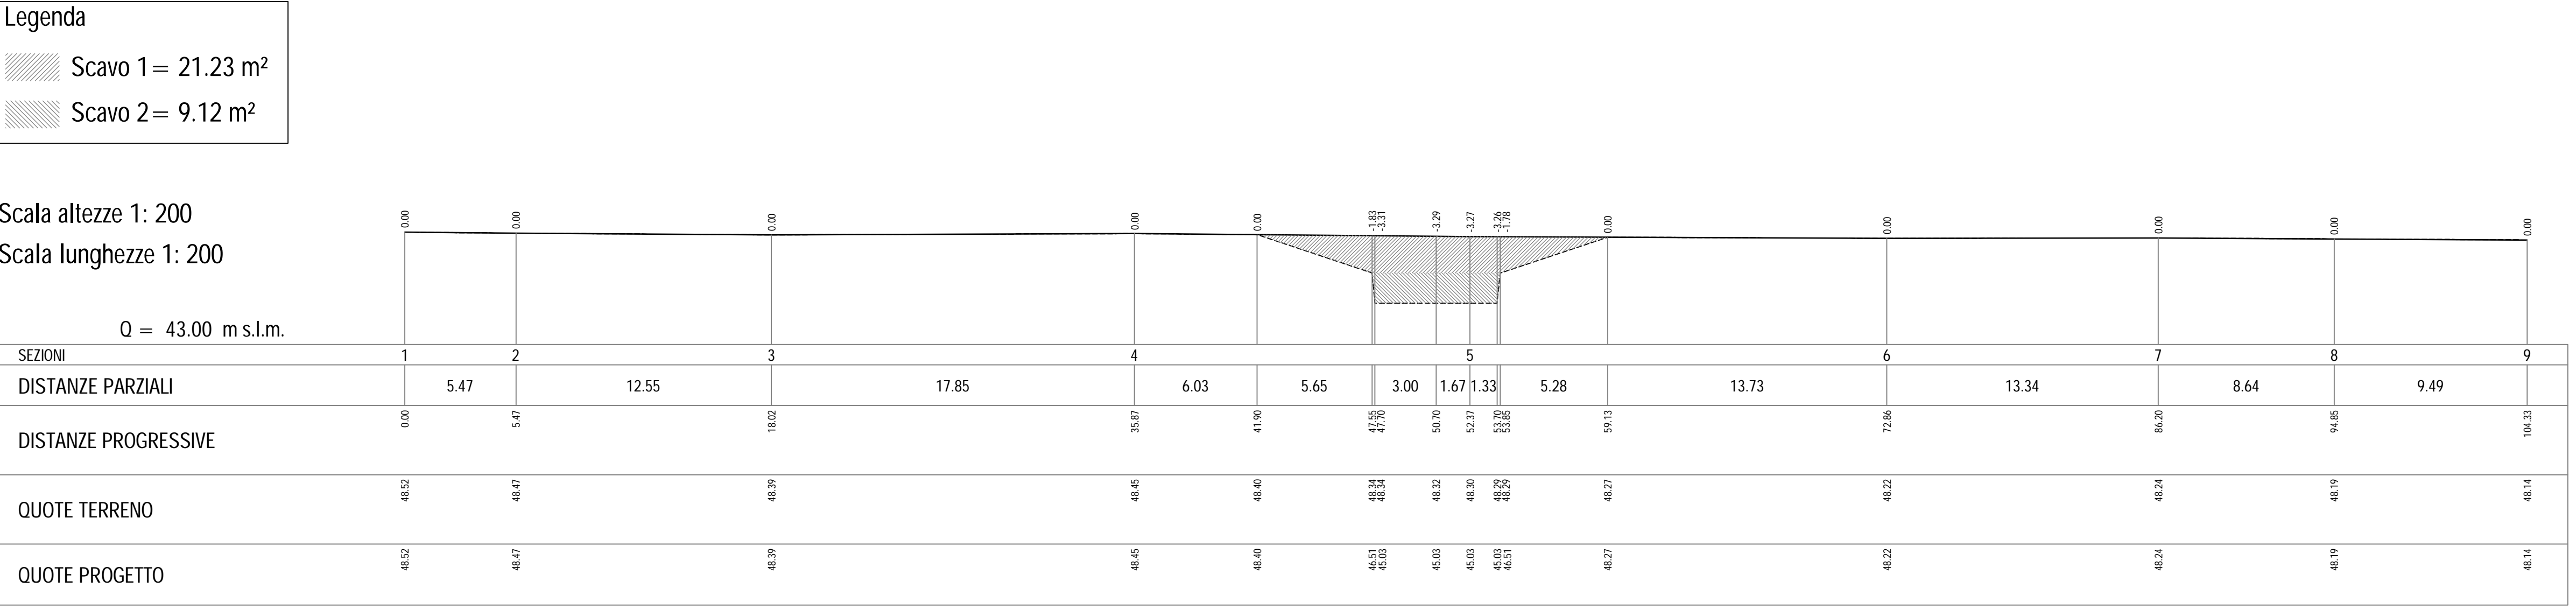 Legenda
Scavo 1= 21.23 m²
Scavo 2= 9.12 m²
Scala altezze 1: 200
Scala lunghezze 1: 200
0.00 0.00 0.00 0.00 0.00 -1.83 -3.31 -3.29 -3.27 -3.26 -1.78 0.00 0.00 0.00 0.00 0.00
Q = 43.00 m s.l.m.
SEZIONI 1 2 3 4 5 6 7 8 9
DISTANZE PARZIALI 5.47 12.55 17.85 6.03 5.65 3.00 1.67 1.33 5.28 13.73 13.34 8.64 9.49
DISTANZE PROGRESSIVE 0.00 5.47 18.02 35.87 41.90 47.55 47.70 50.70 52.37 53.70 53.85 59.13 72.86 86.20 94.85 104.33
QUOTE TERRENO 48.52 48.47 48.39 48.45 48.40 48.34 48.34 48.32 48.30 48.29 48.29 48.27 48.22 48.24 48.19 48.14
QUOTE PROGETTO 48.52 48.47 48.39 48.45 48.40 46.51 45.03 45.03 45.03 45.03 46.51 48.27 48.22 48.24 48.19 48.14